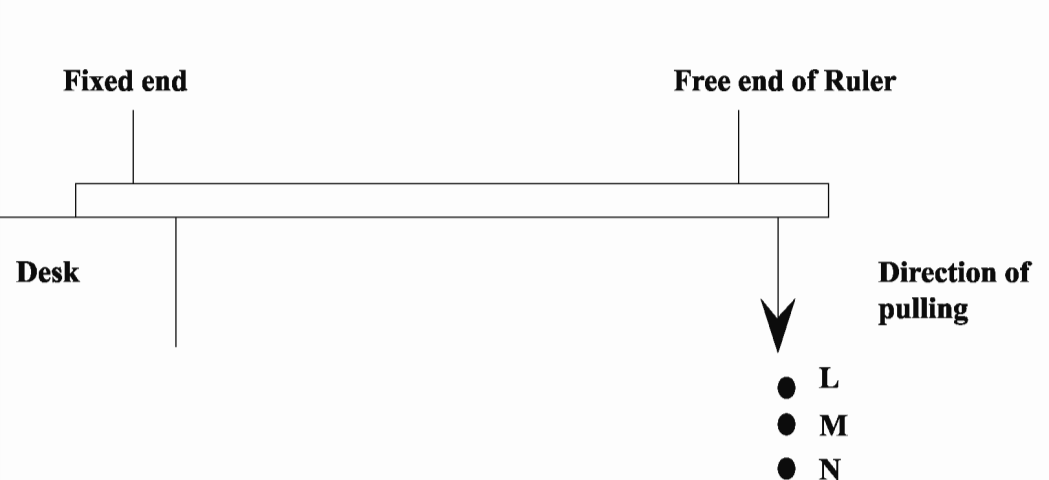 Fixed end
Free end of Ruler
Desk
Direction of
pulling
L
M
N